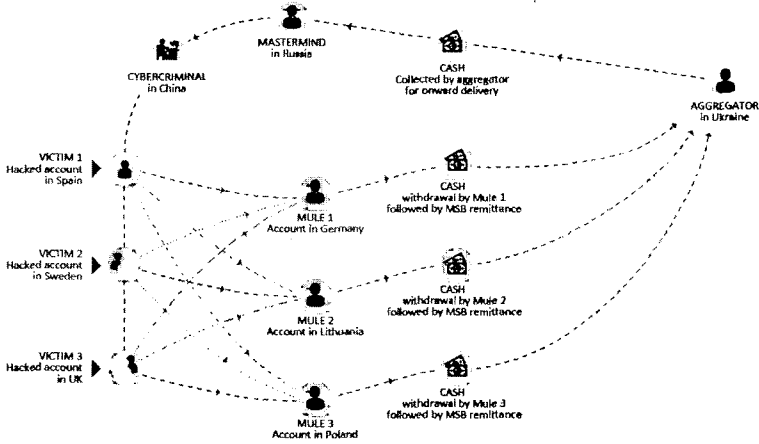 MASTERMIND
in Russia
CYBERCRIMINAL
in China
CASH
Collected by aggregator
for onward delivery
AGGREGATOR
in Ukraine
VICTIM 1
Hacked account
in Spain
MULE 1
Account in Germany
CASH
withdrawal by Mule 1
followed by MSB remittance
VICTIM 2
Hacked account
in Sweden
MULE 2
Account in Lithuania
CASH
withdrawal by Mule 2
followed by MSB remittance
VICTIM 3
Hacked account
in UK
MULE 3
Account in Poland
CASH
withdrawal by Mule 3
followed by MSB remittance